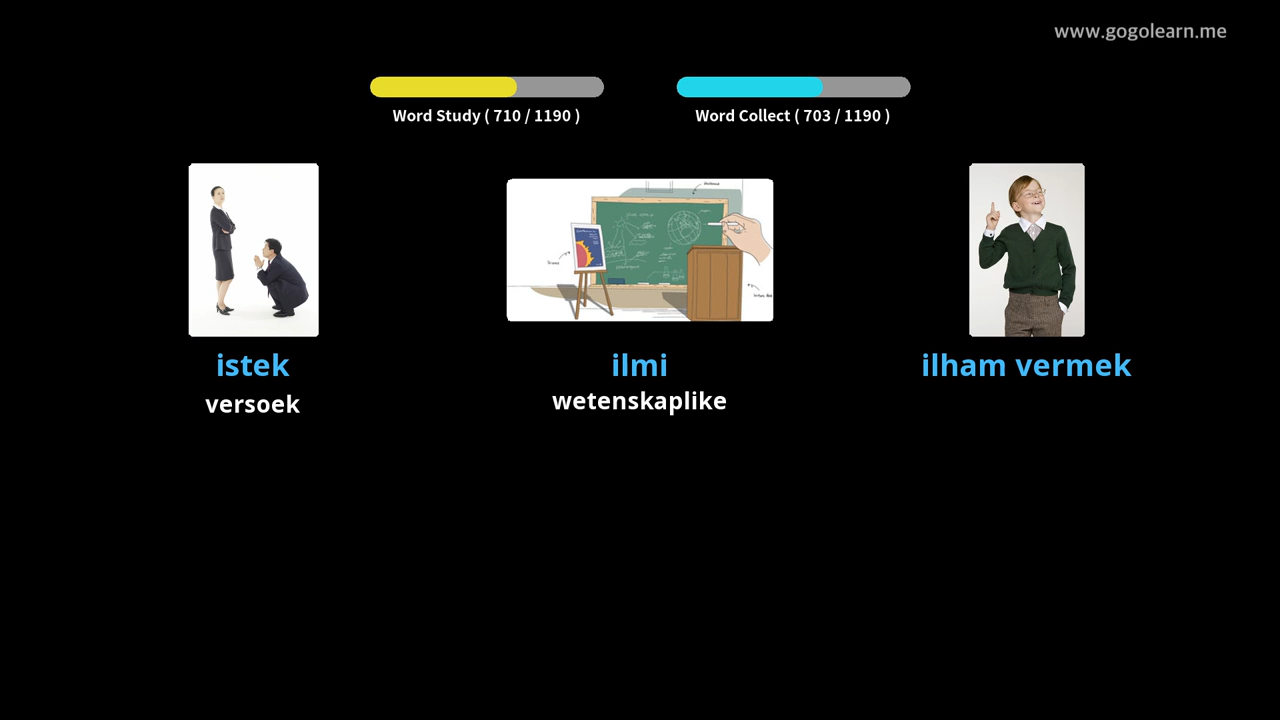 www.gogolearn.me
Word Study ( 710 / 1190 )
Word Collect ( 703 / 1190 )
istek
ilmi
ilham vermek
versoek
wetenskaplike